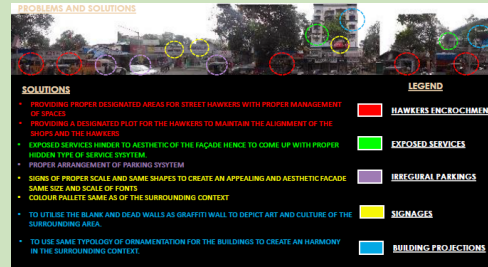 PROBLEMS AND SOLUTIONS
SOLUTIONS
• PROVIDING PROPER DESIGNATED AREAS FOR STREET HAWKERS WITH PROPER MANAGEMENT
OF SPACES
• PROVIDING A DESIGNATED PLOT FOR THE HAWKERS TO MAINTAIN THE ALIGNMENT OF THE
SHOPS AND THE HAWKERS
• EXPOSED SERVICES HINDER TO AESTHETIC OF THE FAÇADE HENCE TO COME UP WITH PROPER
HIDDEN TYPE OF SERVICE SYSYTEM.
• PROPER ARRANGEMENT OF PARKING SYSYTEM
• SIGNS OF PROPER SCALE AND SAME SHAPES TO CREATE AN APPEALING AND AESTHETIC FACADE
SAME SIZE AND SCALE OF FONTS
• COLOUR PALLETE SAME AS OF THE SURROUNDING CONTEXT
• TO UTILISE THE BLANK AND DEAD WALLS AS GRAFFITI WALL TO DEPICT ART AND CULTURE OF THE
SURROUNDING AREA.
• TO USE SAME TYPOLOGY OF ORNAMENTATION FOR THE BUILDINGS TO CREATE AN HARMONY
IN THE SURROUNDING CONTEXT.
LEGEND
HAWKERS ENCROCHMEN
EXPOSED SERVICES
IRREGURAL PARKINGS
SIGNAGES
BUILDING PROJECTIONS